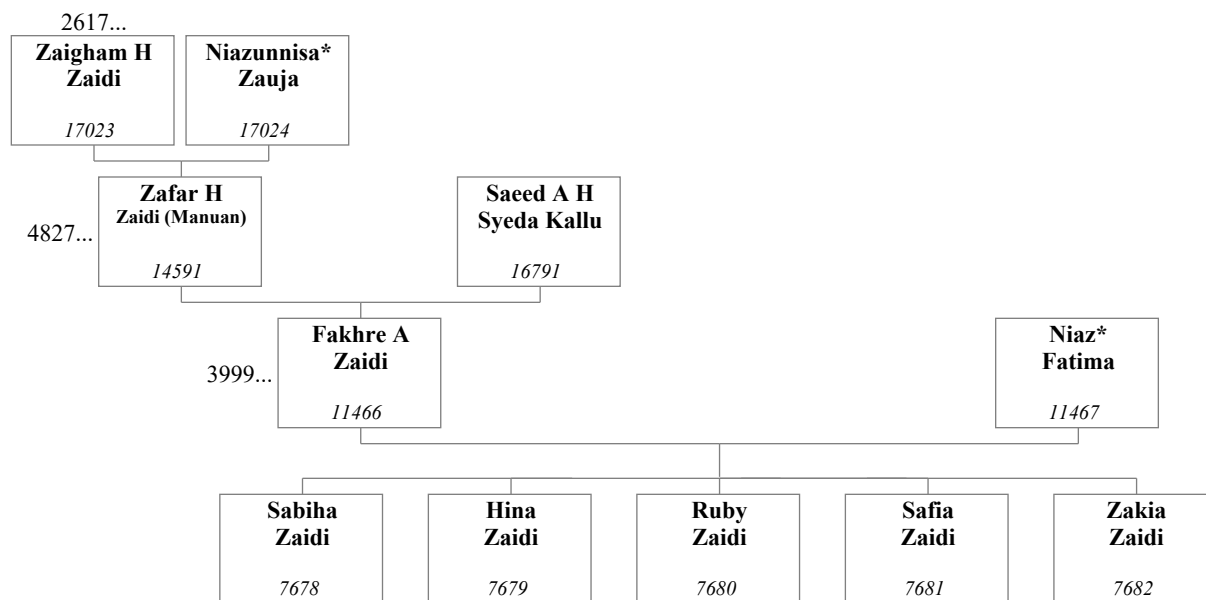 2617...
Zaigham H
Zaidi
17023
Niazunnisa*
Zauja
17024
4827...
Zafar H
Zaidi (Manuan)
14591
Saeed A H
Syeda Kallu
16791
3999...
Fakhre A
Zaidi
11466
Niaz*
Fatima
11467
Sabiha
Zaidi
7678
Hina
Zaidi
7679
Ruby
Zaidi
7680
Safia
Zaidi
7681
Zakia
Zaidi
7682